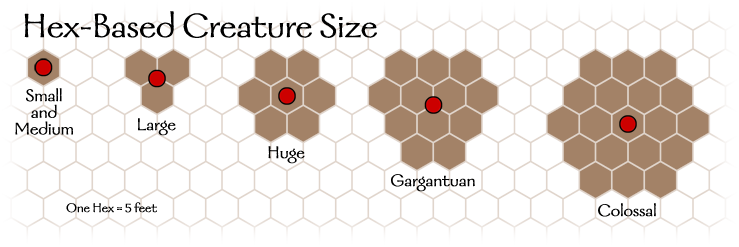 Hex-Based Creature Size
Small
and
Medium
Large
Huge
Gargantuan
Colossal
One Hex = 5 feet